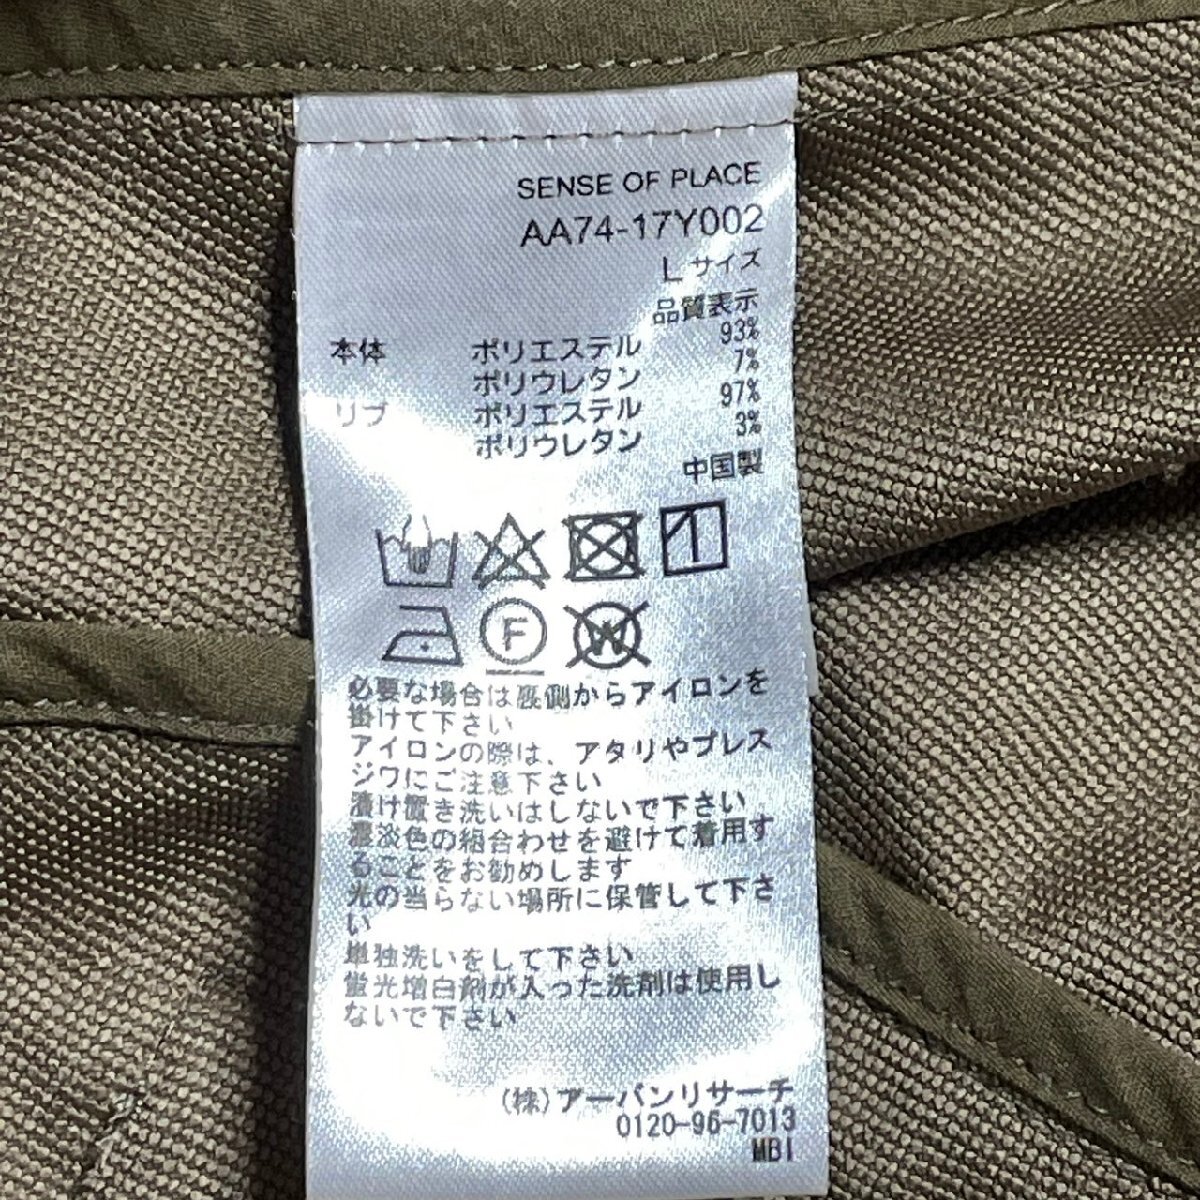 SENSE OF PLACE
AA74-17Y002
L サイズ
品質表示
本体 ポリエステル 93%
ポリウレタン 7%
リブ ポリエステル 97%
ポリウレタン 3%
中国製
F W
必要な場合は裏側からアイロンを
掛けて下さい
アイロンの際は、アタリやプレス
ジワにご注意下さい
漬け置き洗いはしないで下さい
濃淡色の組合わせを避けて着用す
ることをお勧めします
光の当らない場所に保管して下さ
い
単独洗いをして下さい
蛍光増白剤が入った洗剤は使用し
ないで下さい
(株)アーバンリサーチ
0120-96-7013
MBI